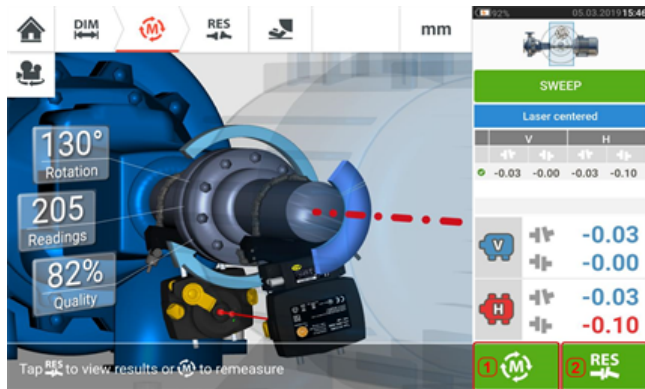 DIM
M
RES
mm
92%
05.03.2019 15:46
SWEEP
Laser centered
V H
-0.03 -0.00 -0.03 -0.10
130°
Rotation
205
Readings
82%
Quality
V
-0.03
-0.00
H
-0.03
-0.10
Tap RES to view results or M to remeasure
1 M
2 RES